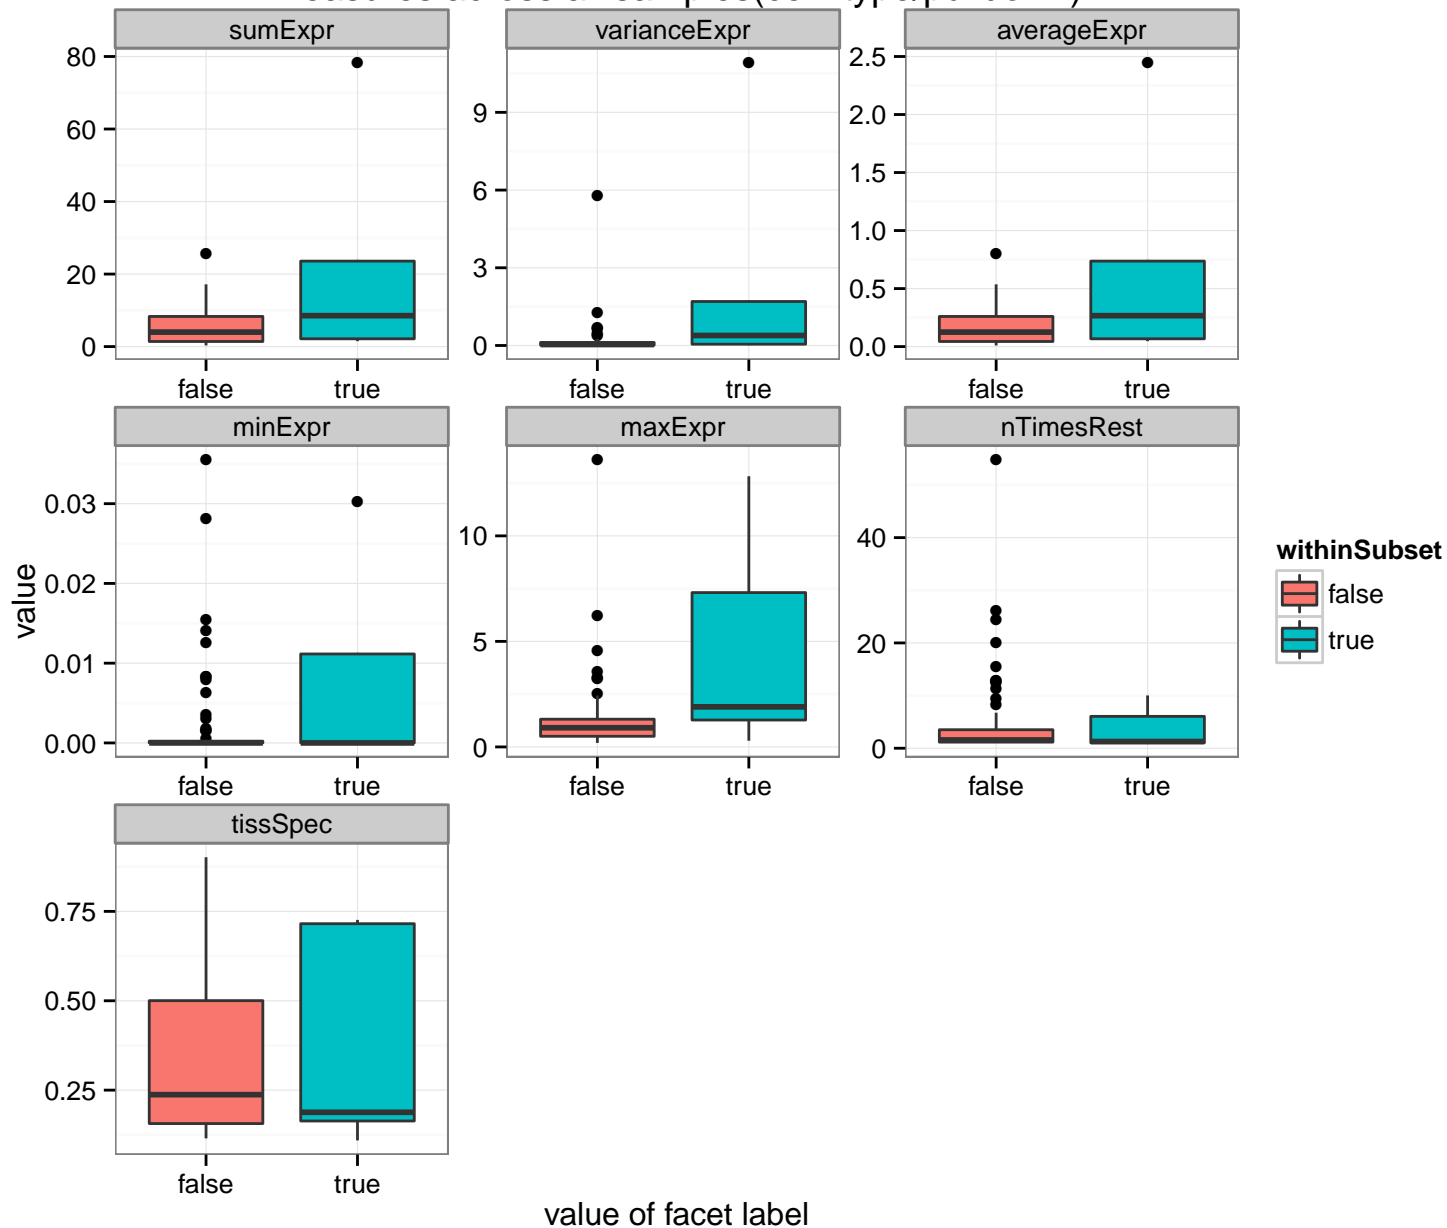 sumExpr varianceExpr averageExpr
80
60
40
20
0
9
6
3
0
2.5
2.0
1.5
1.0
0.5
0.0
false true false true false true
minExpr maxExpr nTimesRest
0.03
0.02
0.01
0.00
10
5
0
40
20
0
false true false true false true
value
withinSubset
false
true
tissSpec
0.75
0.50
0.25
false true
value of facet label